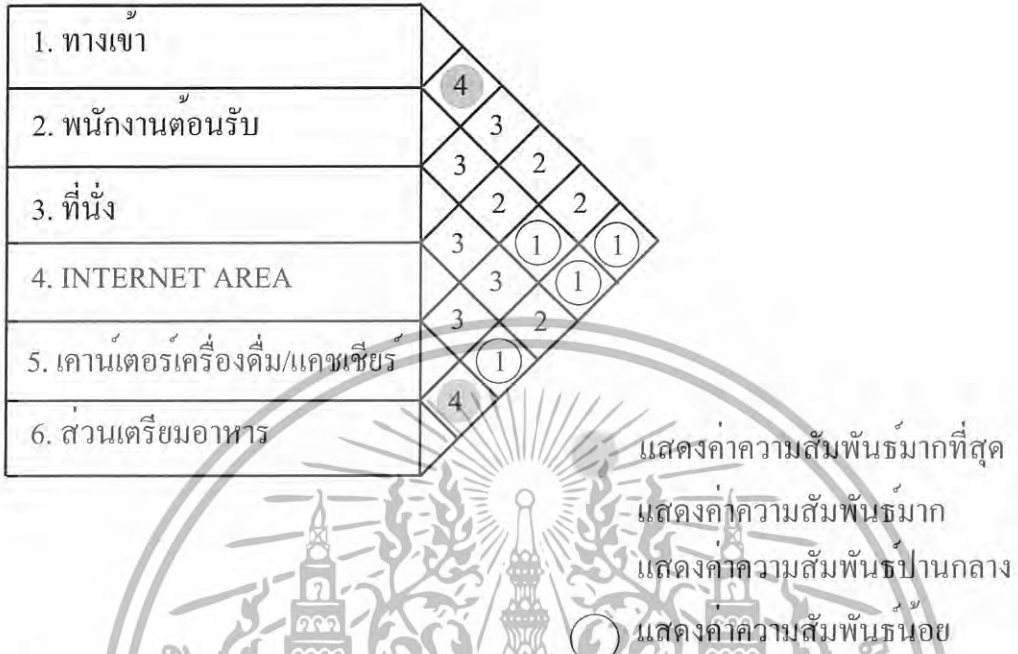 1. ทางเข้า
4
3
2. พนักงานต้อนรับ
3
2
2
2
3. ที่นั่ง
3
1
1
3
1
4. INTERNET AREA
3
2
5. เคาน์เตอร์เครื่องดื่ม/แคชเชียร์
1
4
6. ส่วนเตรียมอาหาร
แสดงค่าความสัมพันธ์มากที่สุด
แสดงค่าความสัมพันธ์มาก
แสดงค่าความสัมพันธ์ปานกลาง
แสดงค่าความสัมพันธ์น้อย